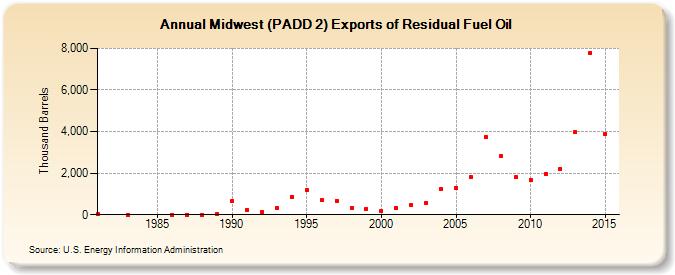 Annual Midwest (PADD 2) Exports of Residual Fuel Oil
Thousand Barrels
8,000
6,000
4,000
2,000
0
1985 1990 1995 2000 2005 2010 2015
Source: U.S. Energy Information Administration